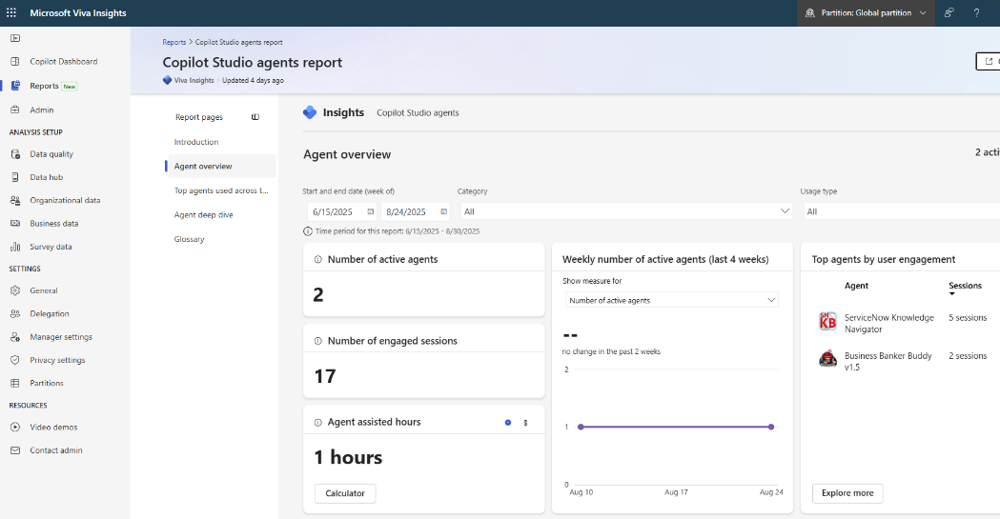 Microsoft Viva Insights
Partition: Global partition
?
Copilot Dashboard
Reports New
Admin
ANALYSIS SETUP
Data quality
Data hub
Organizational data
Business data
Survey data
SETTINGS
General
Delegation
Manager settings
Privacy settings
Partitions
RESOURCES
Video demos
Contact admin
Reports > Copilot Studio agents report
Copilot Studio agents report
Viva Insights · Updated 4 days ago
Report pages
Introduction
Agent overview
Top agents used across t...
Agent deep dive
Glossary
Insights Copilot Studio agents
Agent overview
2 acti
Start and end date (week of)
6/15/2025
8/24/2025
Category
All
Usage type
All
Time period for this report: 6/15/2025 - 8/30/2025
Number of active agents
2
Number of engaged sessions
17
Agent assisted hours
$
1 hours
Calculator
Weekly number of active agents (last 4 weeks)
Show measure for
Number of active agents
--
no change in the past 2 weeks
2
1
0
Aug 10 Aug 17 Aug 24
Top agents by user engagement
Agent Sessions
SN
KB
ServiceNow Knowledge
Navigator
5 sessions
Business Banker Buddy
v1.5
2 sessions
Explore more